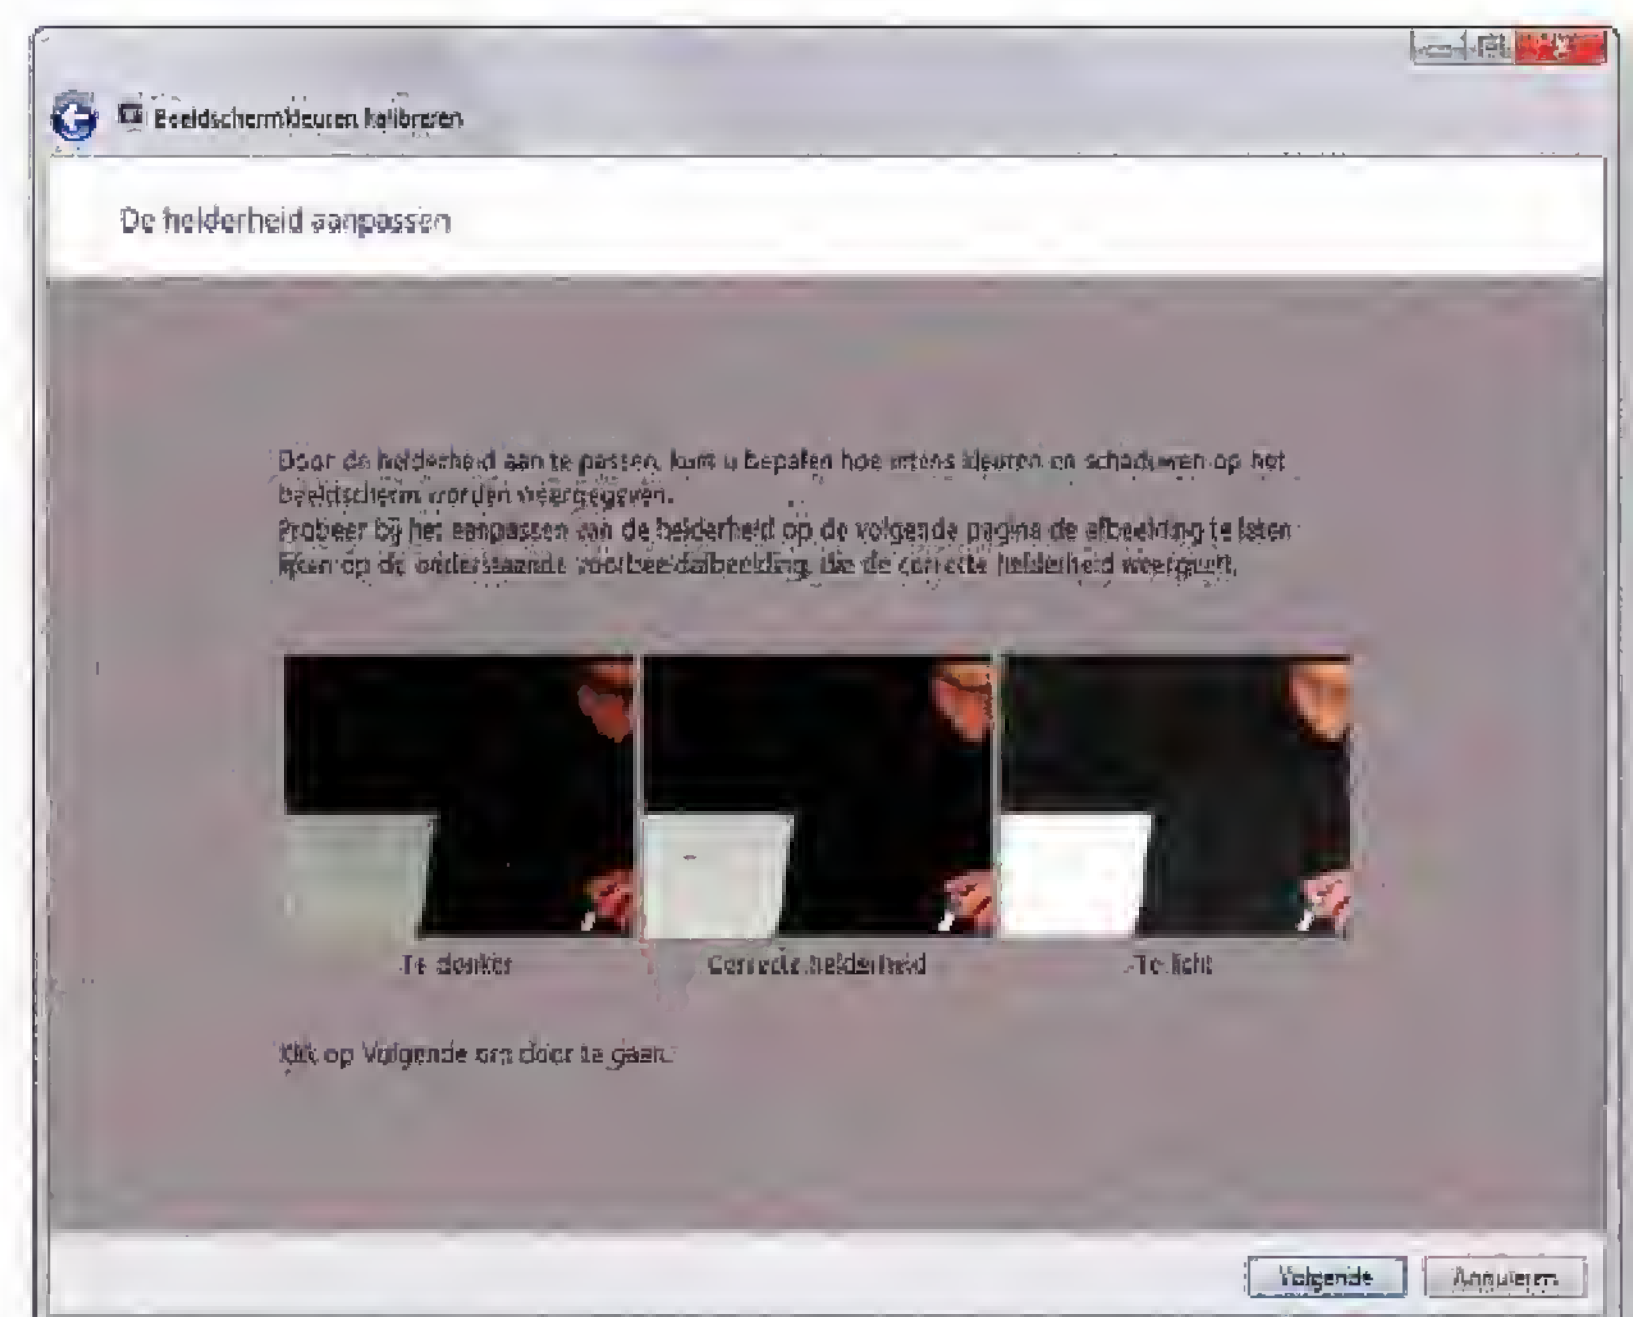 Beeldschermkleuren kalibreren
De helderheid aanpassen
Door de helderheid aan te passen, kunt u bepalen hoe intens kleuren en schaduwen op het
beeldscherm worden weergegeven.
Probeer bij het aanpassen van de helderheid op de volgende pagina de afbeelding te laten
lijken op de onderstaande voorbeeldafbeelding, die de correcte helderheid weergeeft.
Te donker
Correcte helderheid
Te licht
Klik op Volgende om door te gaan.
Volgende
Annuleren